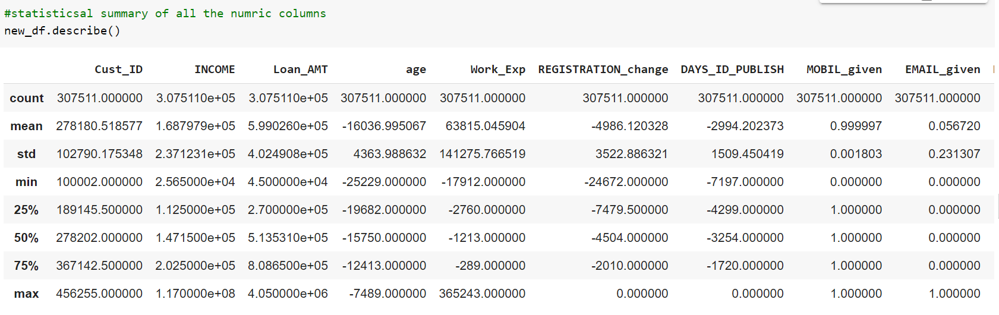 #statisticsal summary of all the numric columns
new_df.describe()
Cust_ID INCOME Loan_AMT age Work_Exp REGISTRATION_change DAYS_ID_PUBLISH MOBIL_given EMAIL_given
count 307511.000000 3.075110e+05 3.075110e+05 307511.000000 307511.000000 307511.000000 307511.000000 307511.000000 307511.000000
mean 278180.518577 1.687979e+05 5.990260e+05 -16036.995067 63815.045904 -4986.120328 -2994.202373 0.999997 0.056720
std 102790.175348 2.371231e+05 4.024908e+05 4363.988632 141275.766519 3522.886321 1509.450419 0.001803 0.231307
min 100002.000000 2.565000e+04 4.500000e+04 -25229.000000 -17912.000000 -24672.000000 -7197.000000 0.000000 0.000000
25% 189145.500000 1.125000e+05 2.700000e+05 -19682.000000 -2760.000000 -7479.500000 -4299.000000 1.000000 0.000000
50% 278202.000000 1.471500e+05 5.135310e+05 -15750.000000 -1213.000000 -4504.000000 -3254.000000 1.000000 0.000000
75% 367142.500000 2.025000e+05 8.086500e+05 -12413.000000 -289.000000 -2010.000000 -1720.000000 1.000000 0.000000
max 456255.000000 1.170000e+08 4.050000e+06 -7489.000000 365243.000000 0.000000 0.000000 1.000000 1.000000